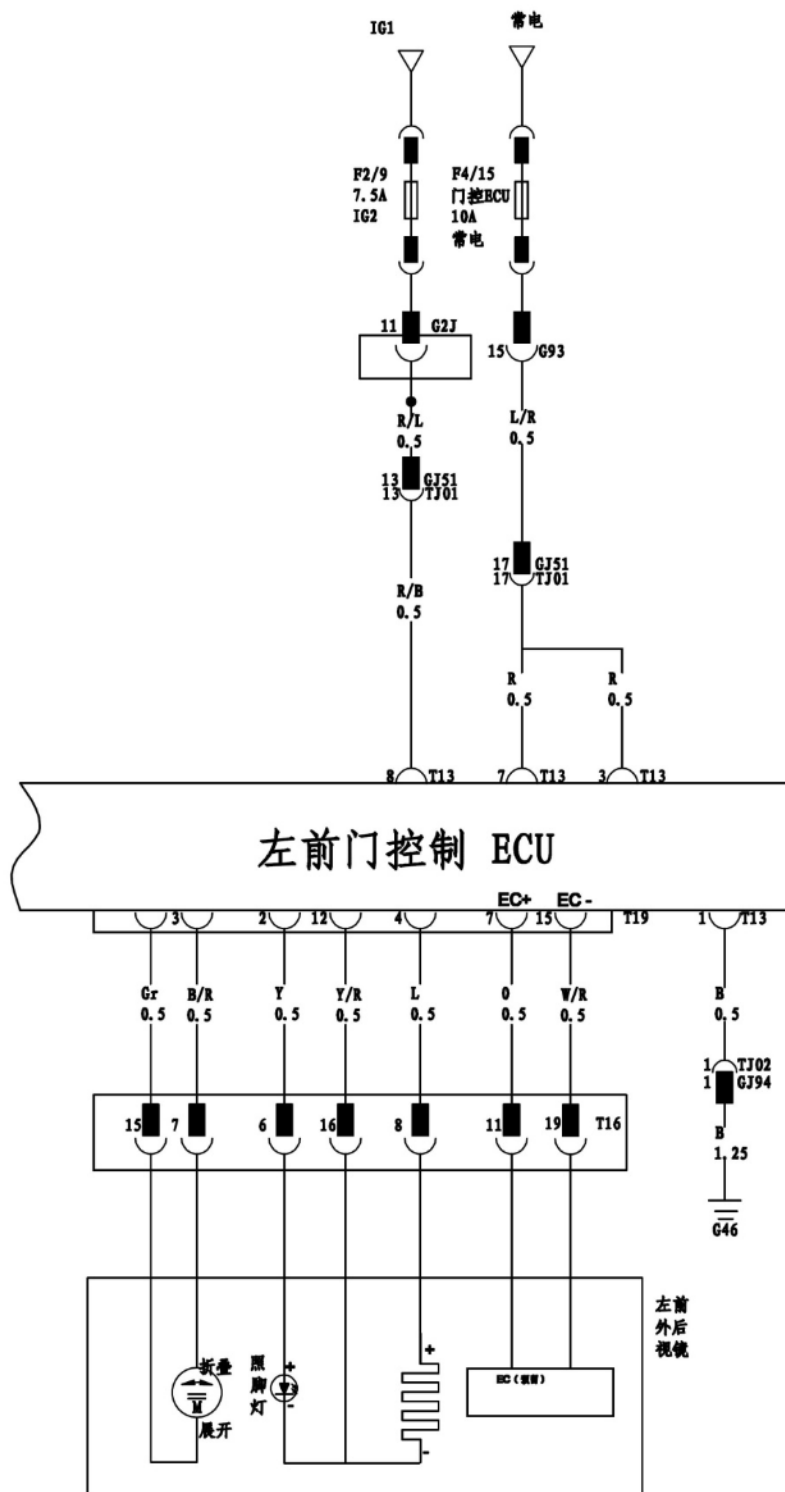 IG1
常电
F2/9
7.5A
IG2
F4/15
门控ECU
10A
常电
11 G2J
15 G93
R/L
0.5
L/R
0.5
13 GJ51
13 TJ01
17 GJ51
17 TJ01
R/B
0.5
R
0.5
R
0.5
8 T13
7 T13
3 T13
左前门控制 ECU
EC+
EC-
3
2
12
4
7
15
T19
1 T13
Gr
0.5
B/R
0.5
Y
0.5
Y/R
0.5
L
0.5
O
0.5
W/R
0.5
B
0.5
1 TJ02
1 GJ94
15
7
6
16
8
11
19
T16
B
1.25
G46
左前
外后
视镜
折叠
M
展开
照
脚
灯
+
-
+
-
EC(预留)